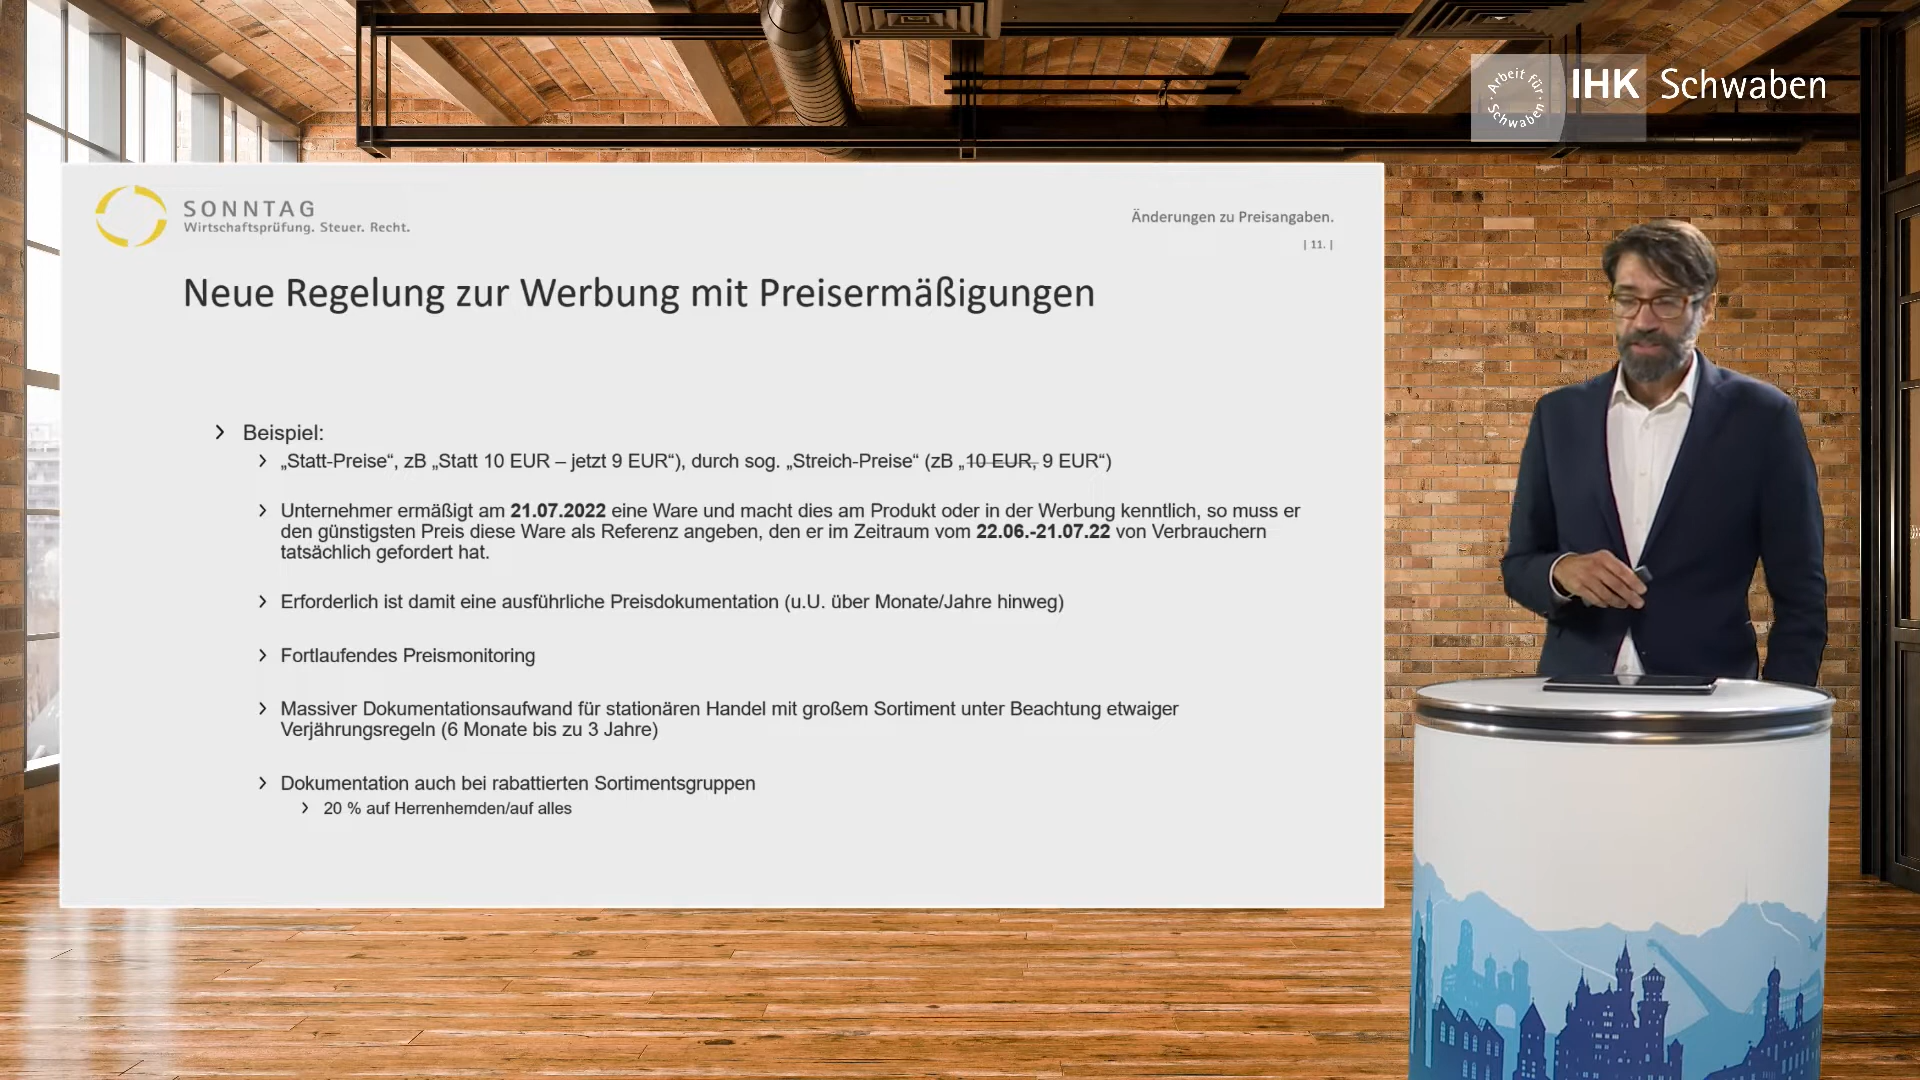 Arbeit für
Schwaben
IHK Schwaben
SONNTAG
Wirtschaftsprüfung. Steuer. Recht.
Änderungen zu Preisangaben.
| 11. |
Neue Regelung zur Werbung mit Preisermäßigungen
Beispiel:
„Statt-Preise“, zB „Statt 10 EUR – jetzt 9 EUR“), durch sog. „Streich-Preise“ (zB „10 EUR, 9 EUR“)
Unternehmer ermäßigt am 21.07.2022 eine Ware und macht dies am Produkt oder in der Werbung kenntlich, so muss er
den günstigsten Preis diese Ware als Referenz angeben, den er im Zeitraum vom 22.06.-21.07.22 von Verbrauchern
tatsächlich gefordert hat.
Erforderlich ist damit eine ausführliche Preisdokumentation (u.U. über Monate/Jahre hinweg)
Fortlaufendes Preismonitoring
Massiver Dokumentationsaufwand für stationären Handel mit großem Sortiment unter Beachtung etwaiger
Verjährungsregeln (6 Monate bis zu 3 Jahre)
Dokumentation auch bei rabattierten Sortimentsgruppen
20 % auf Herrenhemden/auf alles